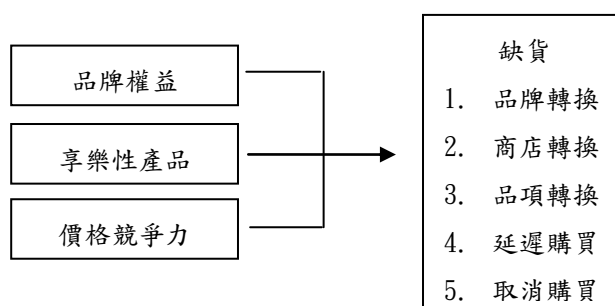 品牌權益
享樂性產品
價格競爭力
缺貨
1. 品牌轉換
2. 商店轉換
3. 品項轉換
4. 延遲購買
5. 取消購買